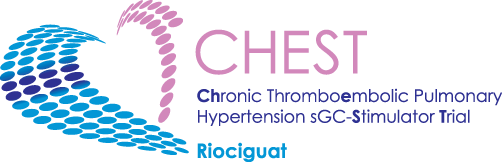 CHEST
Chronic Thromboembolic Pulmonary
Hypertension sGC-Stimulator Trial
Riociguat